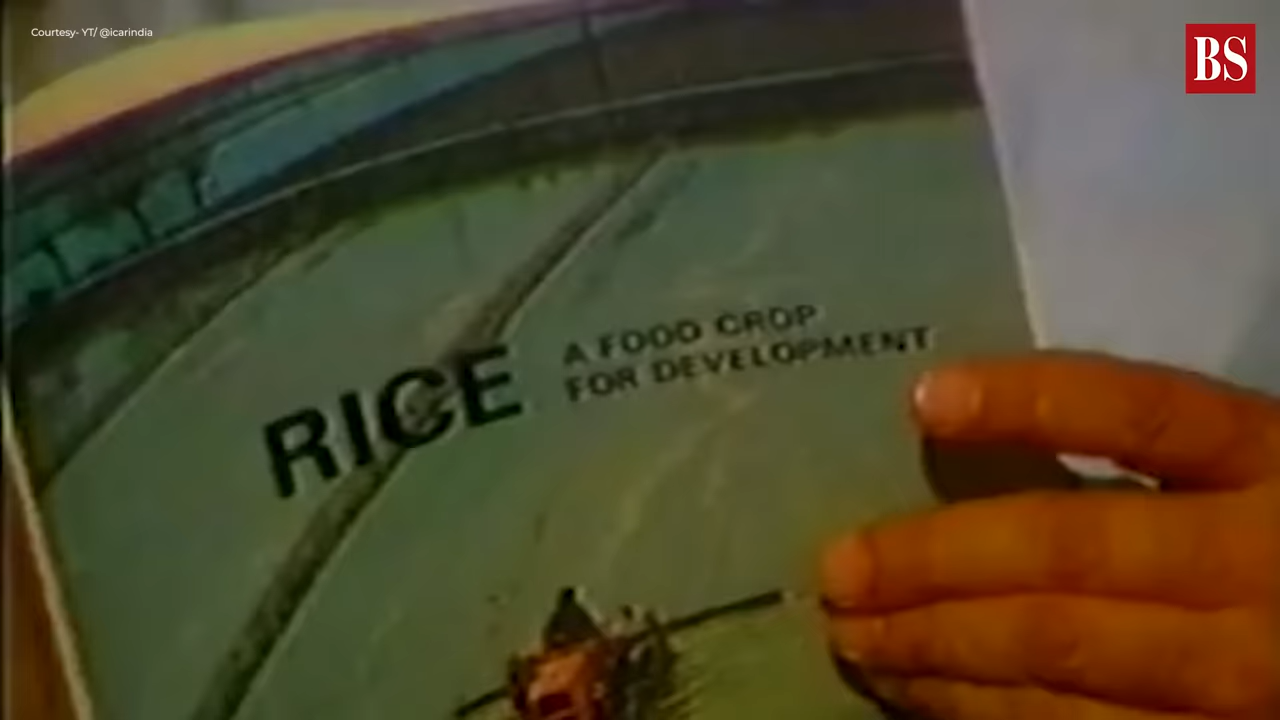 Courtesy- YT/ @icarindia
BS
RICE
A FOOD CROP
FOR DEVELOPMENT